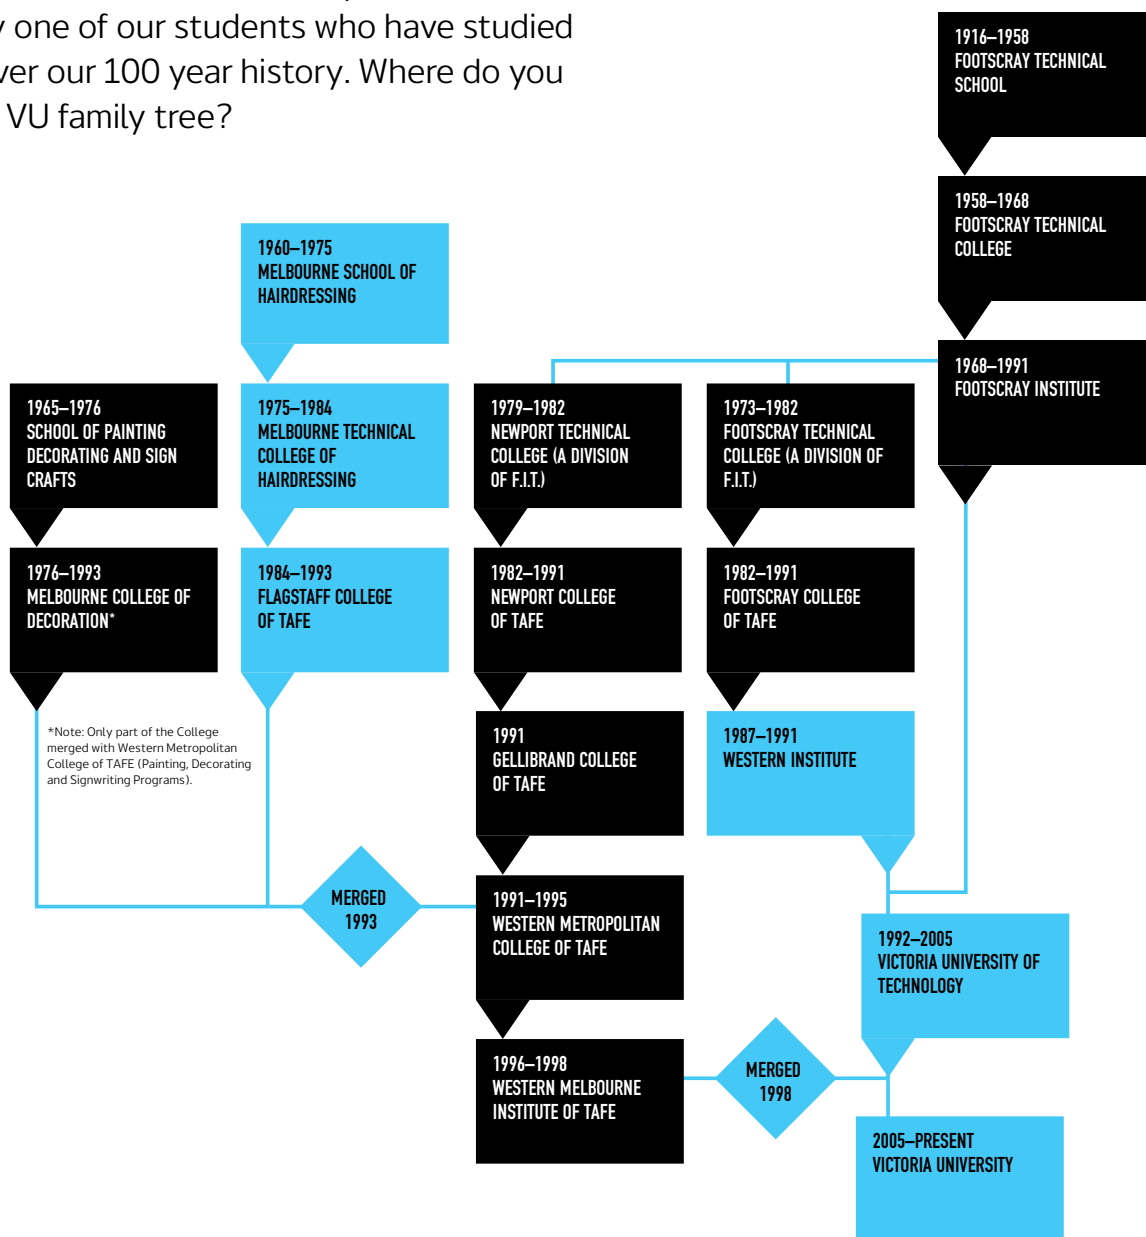 one of our students who have studied
ver our 100 year history. Where do you
VU family tree?
1916–1958
FOOTSCRAY TECHNICAL
SCHOOL
1958–1968
FOOTSCRAY TECHNICAL
COLLEGE
1968–1991
FOOTSCRAY INSTITUTE
1960–1975
MELBOURNE SCHOOL OF
HAIRDRESSING
1965–1976
SCHOOL OF PAINTING
DECORATING AND SIGN
CRAFTS
1975–1984
MELBOURNE TECHNICAL
COLLEGE OF
HAIRDRESSING
1979–1982
NEWPORT TECHNICAL
COLLEGE (A DIVISION
OF F.I.T.)
1973–1982
FOOTSCRAY TECHNICAL
COLLEGE (A DIVISION OF
F.I.T.)
1976–1993
MELBOURNE COLLEGE OF
DECORATION*
1984–1993
FLAGSTAFF COLLEGE
OF TAFE
1982–1991
NEWPORT COLLEGE
OF TAFE
1982–1991
FOOTSCRAY COLLEGE
OF TAFE
*Note: Only part of the College
merged with Western Metropolitan
College of TAFE (Painting, Decorating
and Signwriting Programs).
1991
GELLIBRAND COLLEGE
OF TAFE
1987–1991
WESTERN INSTITUTE
MERGED
1993
1991–1995
WESTERN METROPOLITAN
COLLEGE OF TAFE
1992–2005
VICTORIA UNIVERSITY OF
TECHNOLOGY
1996–1998
WESTERN MELBOURNE
INSTITUTE OF TAFE
MERGED
1998
2005–PRESENT
VICTORIA UNIVERSITY